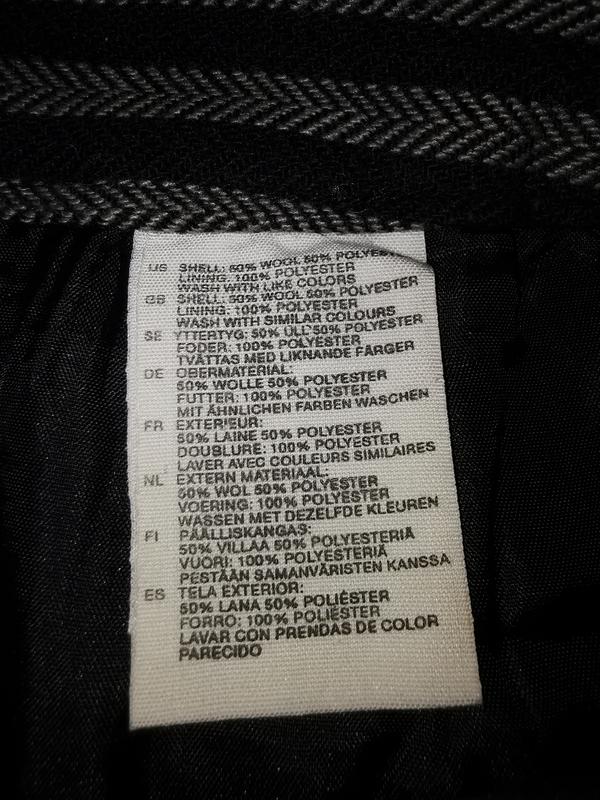 US SHELL: 50% WOOL 50% POLYESTER
LINING: 100% POLYESTER
WASH WITH LIKE COLORS
GB SHELL: 50% WOOL 50% POLYESTER
LINING: 100% POLYESTER
WASH WITH SIMILAR COLOURS
SE YTTERTYG: 50% ULL 50% POLYESTER
FODER: 100% POLYESTER
TVÄTTAS MED LIKNANDE FÄRGER
DE OBERMATERIAL:
50% WOLLE 50% POLYESTER
FUTTER: 100% POLYESTER
MIT ÄHNLICHEN FARBEN WASCHEN
FR EXTERIEUR:
50% LAINE 50% POLYESTER
DOUBLURE: 100% POLYESTER
LAVER AVEC COULEURS SIMILAIRES
NL EXTERN MATERIAAL:
50% WOL 50% POLYESTER
VOERING: 100% POLYESTER
WASSEN MET DEZELFDE KLEUREN
FI PÄÄLLISKANGAS:
50% VILLAA 50% POLYESTERIÄ
VUORI: 100% POLYESTERIÄ
PESTÄÄN SAMANVÄRISTEN KANSSA
ES TELA EXTERIOR:
50% LANA 50% POLIÉSTER
FORRO: 100% POLIÉSTER
LAVAR CON PRENDAS DE COLOR
PARECIDO